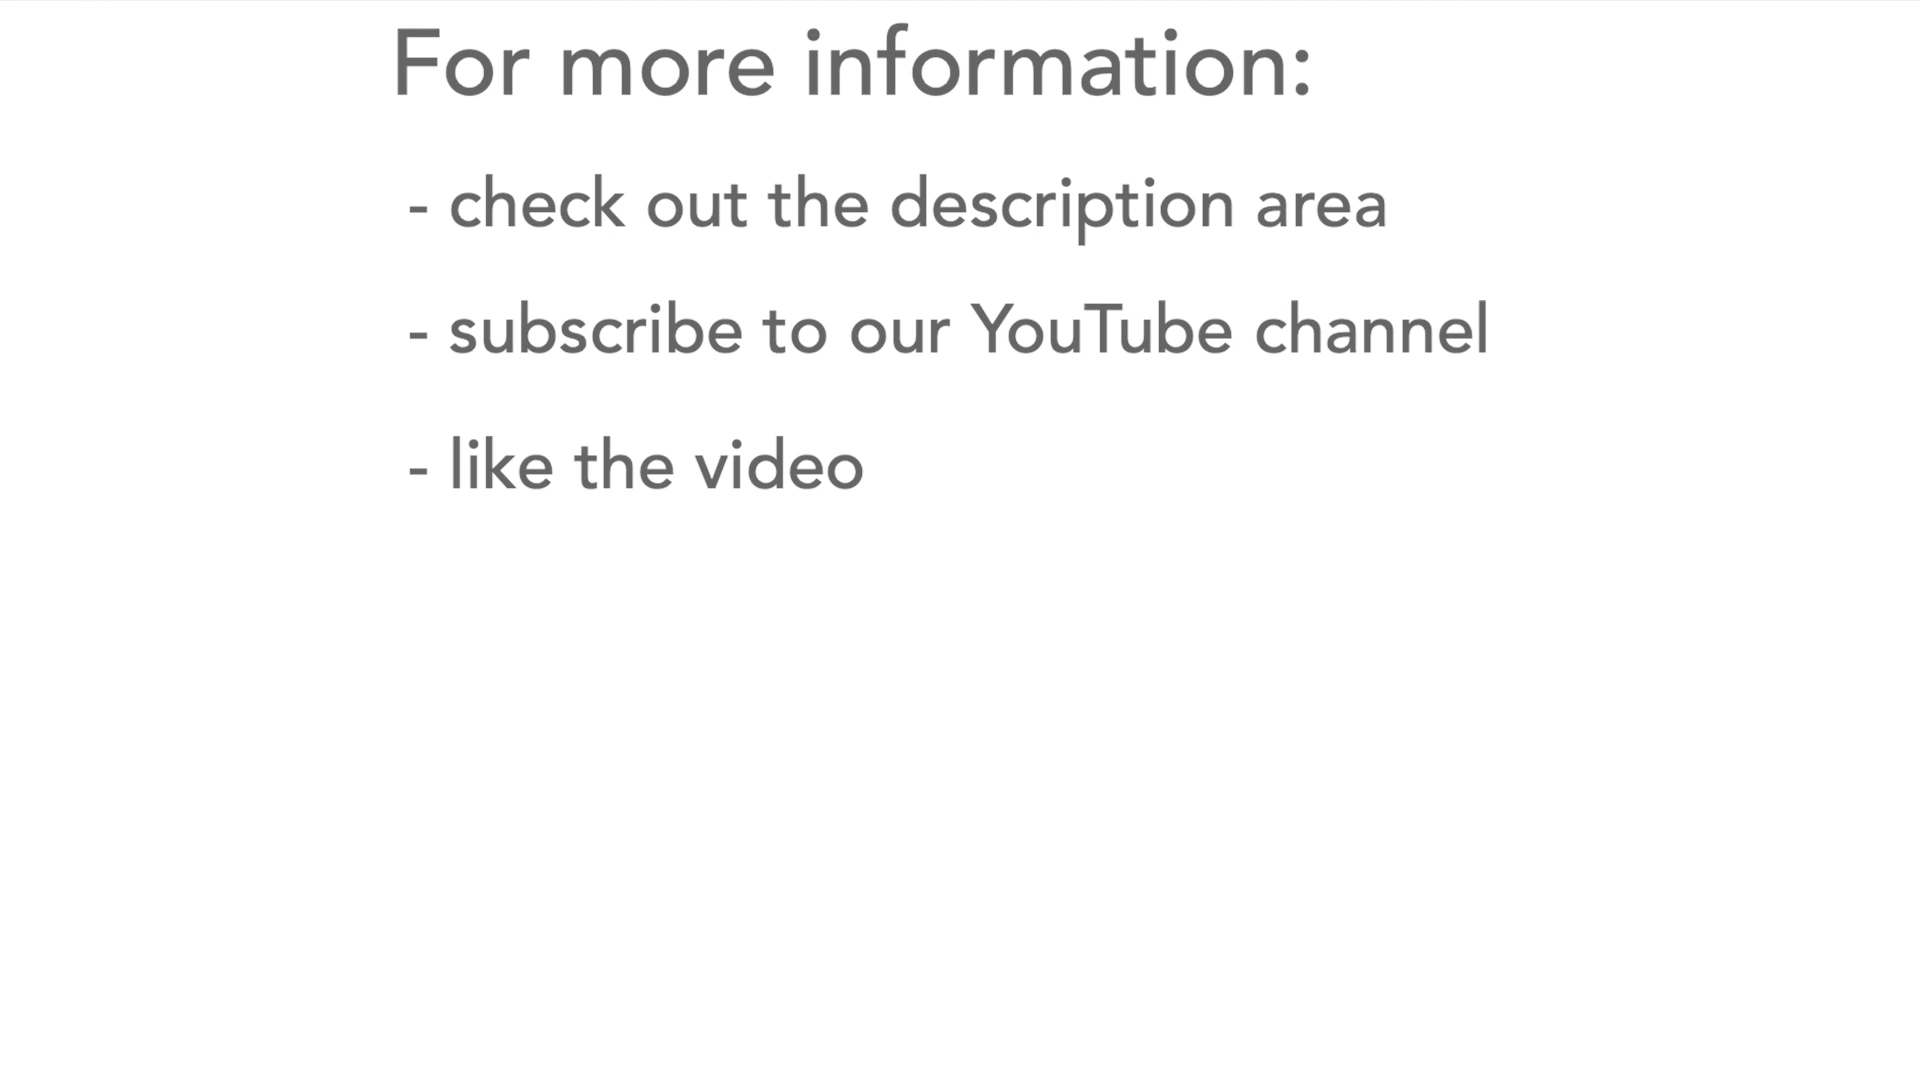 For more information:
- check out the description area
- subscribe to our YouTube channel
- like the video